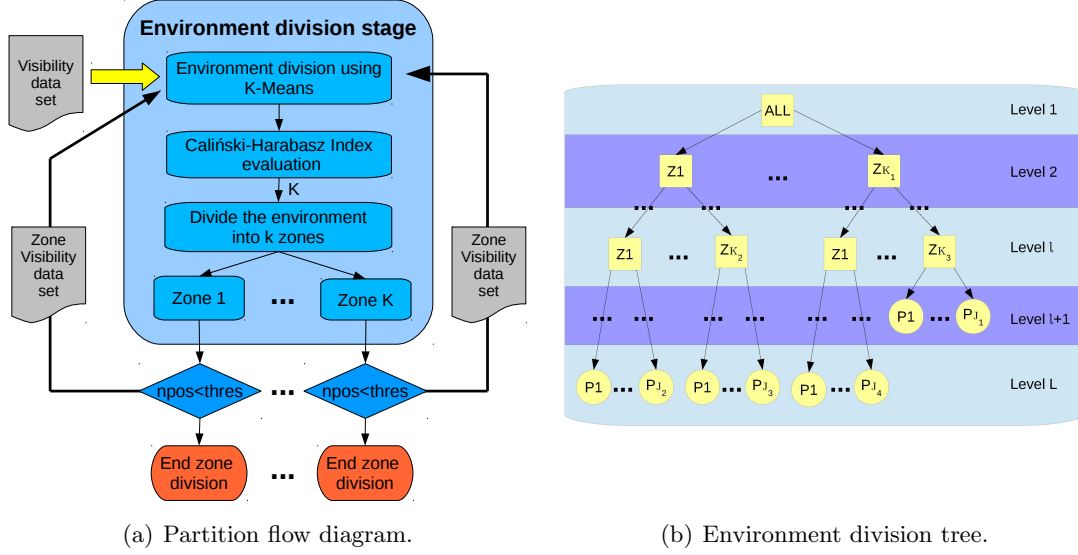 Environment division stage
Visibility
data
set
Environment division using
K-Means
Caliński-Harabasz Index
evaluation
K
Divide the environment
into k zones
Zone
Visibility
data
set
Zone
Visibility
data
set
Zone 1 ... Zone K
npos<thres ... npos<thres
End zone
division
...
End zone
division
(a) Partition flow diagram.
ALL Level 1
Z1 ... ZK₁ Level 2
... ... ... ...
Z1 ... ZK₂ Z1 ... ZK₃ Level l
... ... ... ... ... ... P1 ... PJ₁ Level l+1
P1 ... PJ₂ P1 ... PJ₃ P1 ... PJ₄ Level L
(b) Environment division tree.